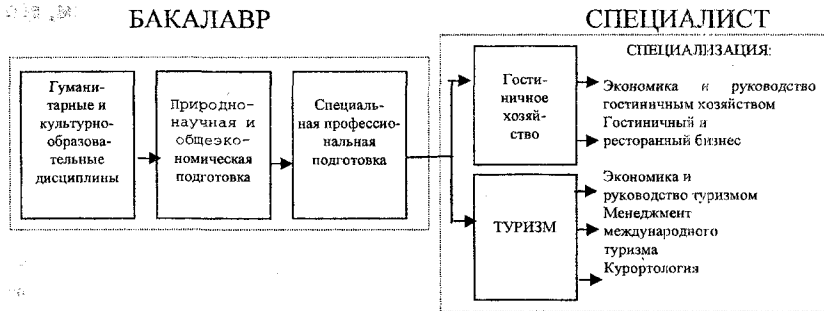 БАКАЛАВР
СПЕЦИАЛИСТ
Гумани-
тарные и
культурно-
образова-
тельные
дисциплины
Природно-
научная и
общеэко-
номическая
подготовка
Специаль-
ная профессио-
нальная
подготовка
Гости-
ничное
хозяй-
ство
ТУРИЗМ
СПЕЦИАЛИЗАЦИЯ:
Экономика и руководство
гостиничным хозяйством
Гостиничный и
ресторанный бизнес
Экономика и
руководство туризмом
Менеджмент
международного
туризма
Курортология